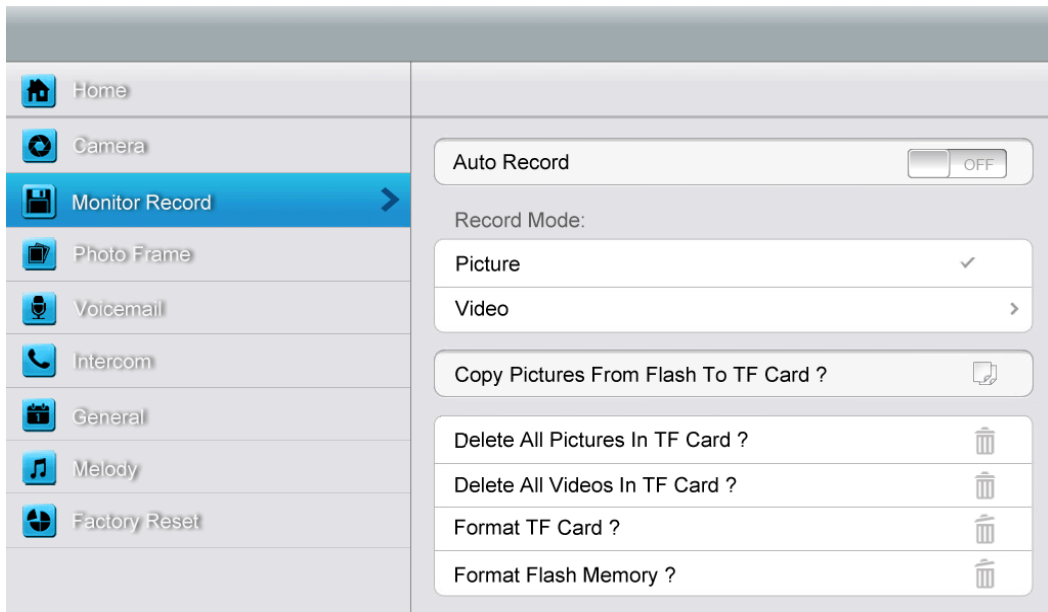 Home
Camera
Monitor Record
Photo Frame
Voicemail
Intercom
General
Melody
Factory Reset
Auto Record
OFF
Record Mode:
Picture
Video
Copy Pictures From Flash To TF Card ?
Delete All Pictures In TF Card ?
Delete All Videos In TF Card ?
Format TF Card ?
Format Flash Memory ?